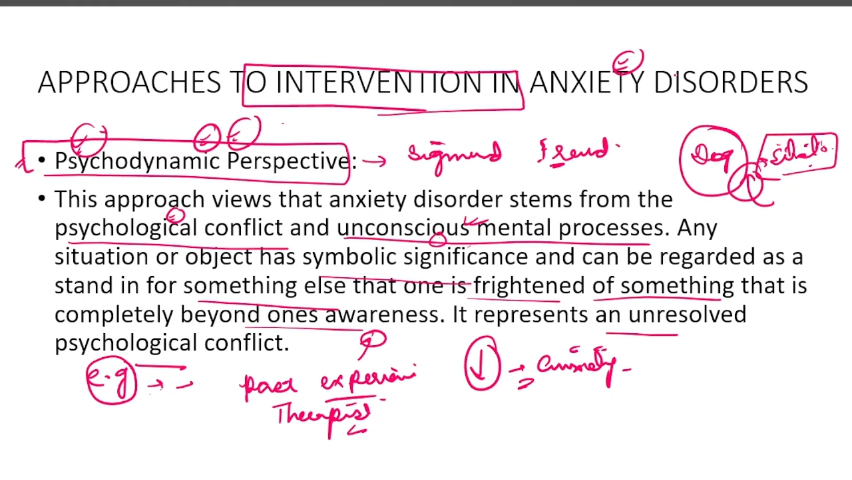 APPROACHES TO INTERVENTION IN ANXIETY DISORDERS
• Psychodynamic Perspective: → Sigmund Freud.
Dog
• This approach views that anxiety disorder stems from the
psychological conflict and unconscious mental processes. Any
situation or object has symbolic significance and can be regarded as a
stand in for something else that one is frightened of something that is
completely beyond ones awareness. It represents an unresolved
psychological conflict.
e.g → past → anxiety
Therapist